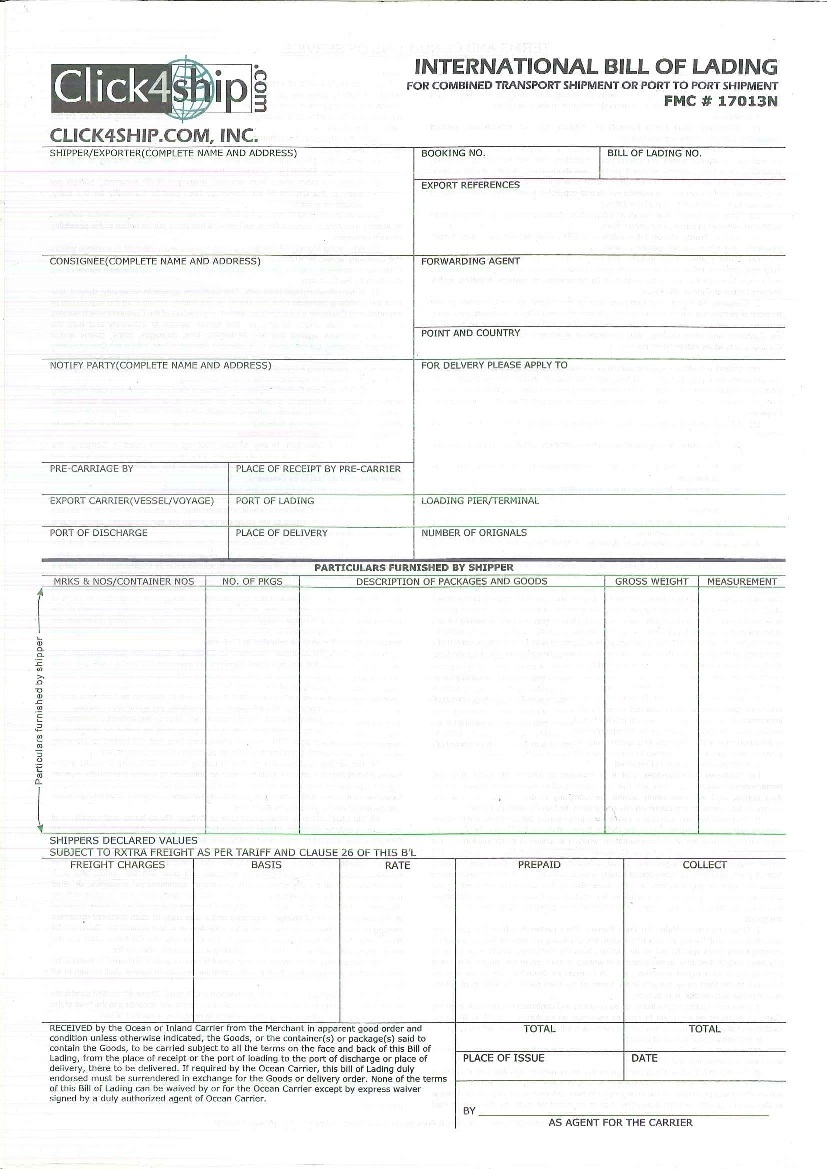 Click4ship.com
INTERNATIONAL BILL OF LADING
FOR COMBINED TRANSPORT SHIPMENT OR PORT TO PORT SHIPMENT
FMC # 17013N
CLICK4SHIP.COM, INC.
SHIPPER/EXPORTER(COMPLETE NAME AND ADDRESS)
BOOKING NO.
BILL OF LADING NO.
EXPORT REFERENCES
CONSIGNEE(COMPLETE NAME AND ADDRESS)
FORWARDING AGENT
POINT AND COUNTRY
NOTIFY PARTY(COMPLETE NAME AND ADDRESS)
FOR DELVERY PLEASE APPLY TO
PRE-CARRIAGE BY
PLACE OF RECEIPT BY PRE-CARRIER
EXPORT CARRIER(VESSEL/VOYAGE)
PORT OF LADING
LOADING PIER/TERMINAL
PORT OF DISCHARGE
PLACE OF DELIVERY
NUMBER OF ORIGNALS
PARTICULARS FURNISHED BY SHIPPER
MRKS & NOS/CONTAINER NOS
NO. OF PKGS
DESCRIPTION OF PACKAGES AND GOODS
GROSS WEIGHT
MEASUREMENT
Particulars furnished by shipper
SHIPPERS DECLARED VALUES
SUBJECT TO RXTRA FREIGHT AS PER TARIFF AND CLAUSE 26 OF THIS B'L
FREIGHT CHARGES
BASIS
RATE
PREPAID
COLLECT
RECEIVED by the Ocean or Inland Carrier from the Merchant in apparent good order and
condition unless otherwise indicated, the Goods, or the container(s) or package(s) said to
contain the Goods, to be carried subject to all the terms on the face and back of this Bill of
Lading, from the place of receipt or the port of loading to the port of discharge or place of
delivery, there to be delivered. If required by the Ocean Carrier, this bill of Lading duly
endorsed must be surrendered in exchange for the Goods or delivery order. None of the terms
of this Bill of Lading can be waived by or for the Ocean Carrier except by express waiver
signed by a duly authorized agent of Ocean Carrier.
TOTAL
TOTAL
PLACE OF ISSUE
DATE
BY
AS AGENT FOR THE CARRIER